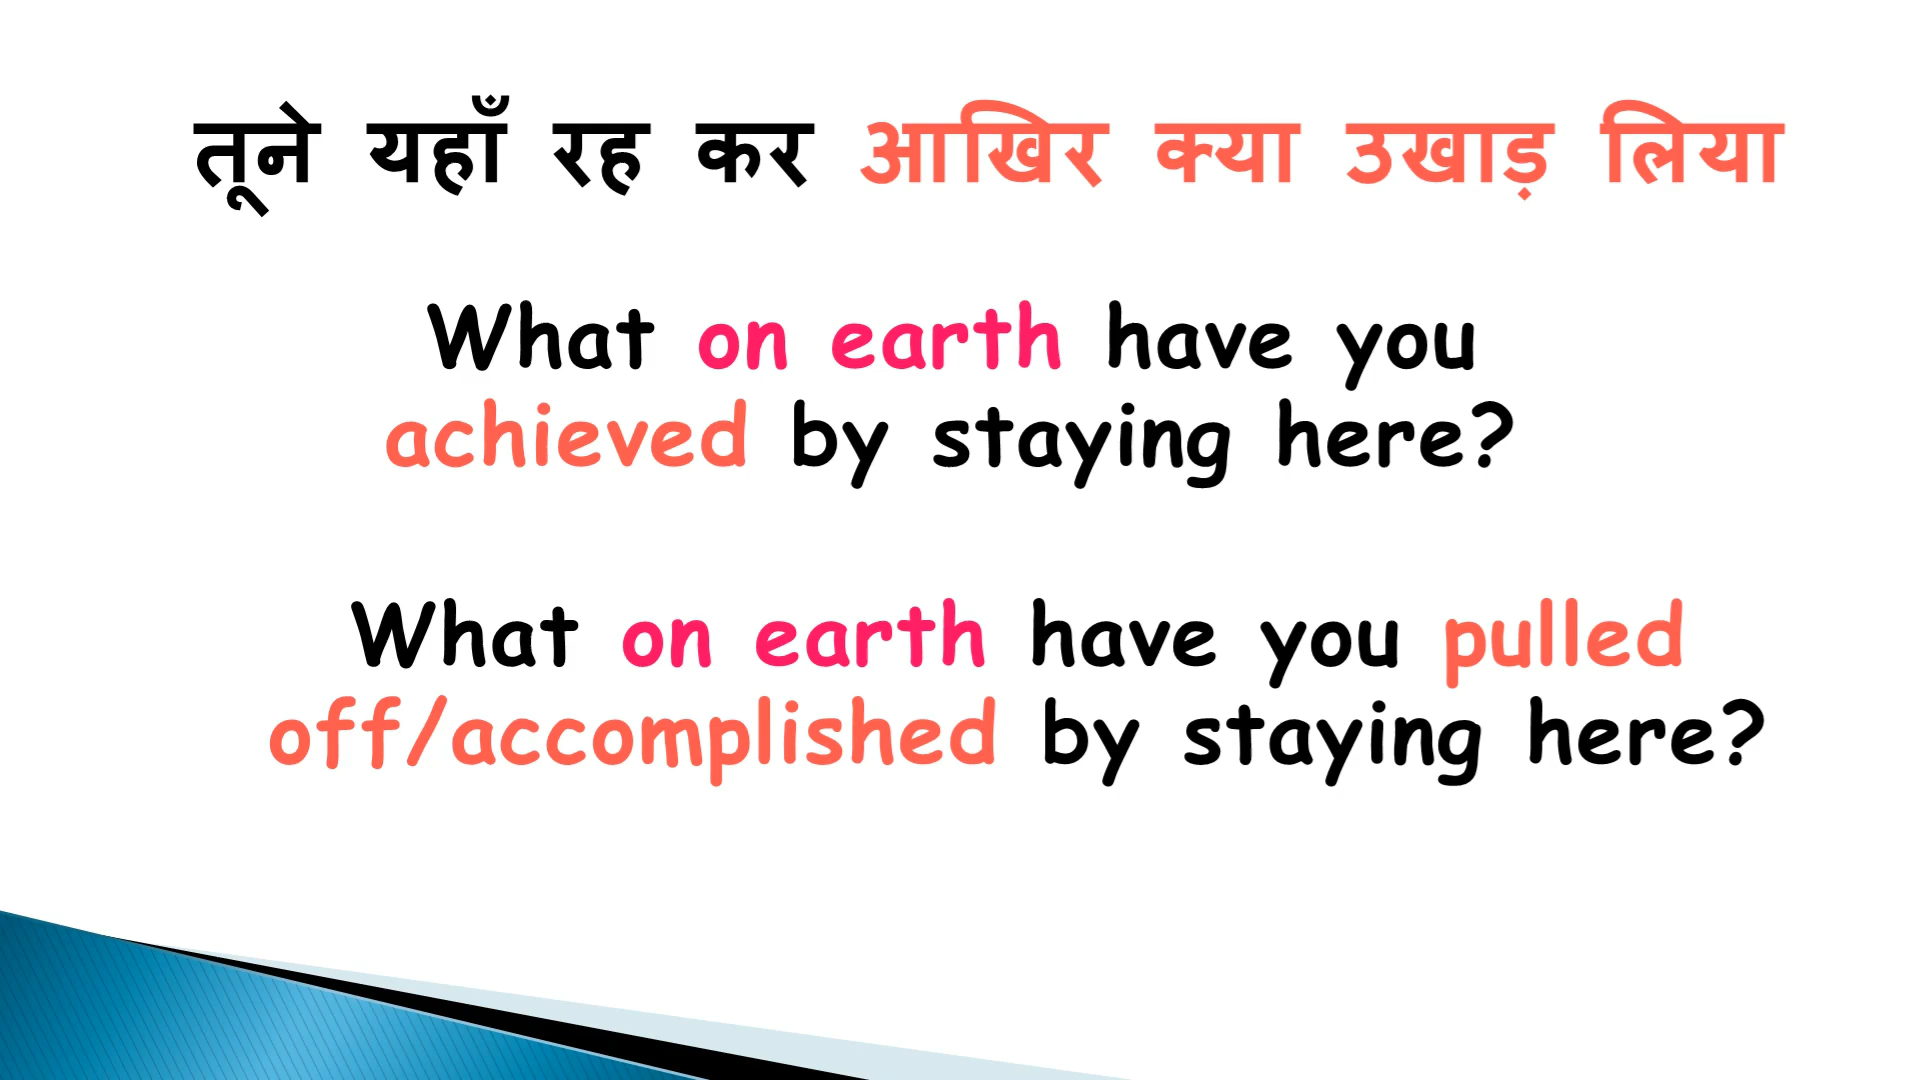 तूने यहाँ रह कर आखिर क्या उखाड़ लिया
What on earth have you
achieved by staying here?
What on earth have you pulled
off/accomplished by staying here?